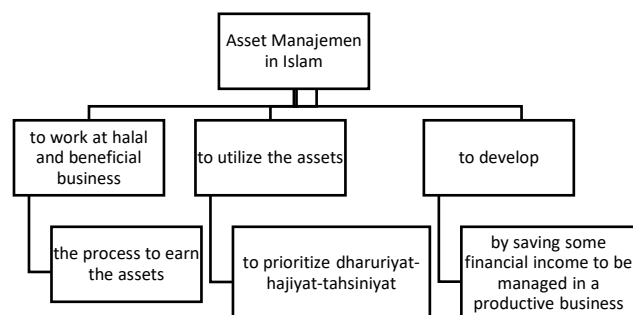 Asset Manajemen
in Islam
to work at halal
and beneficial
business
to utilize the assets
to develop
the process to earn
the assets
to prioritize dharuriyat-
hajiyat-tahsiniyat
by saving some
financial income to be
managed in a
productive business